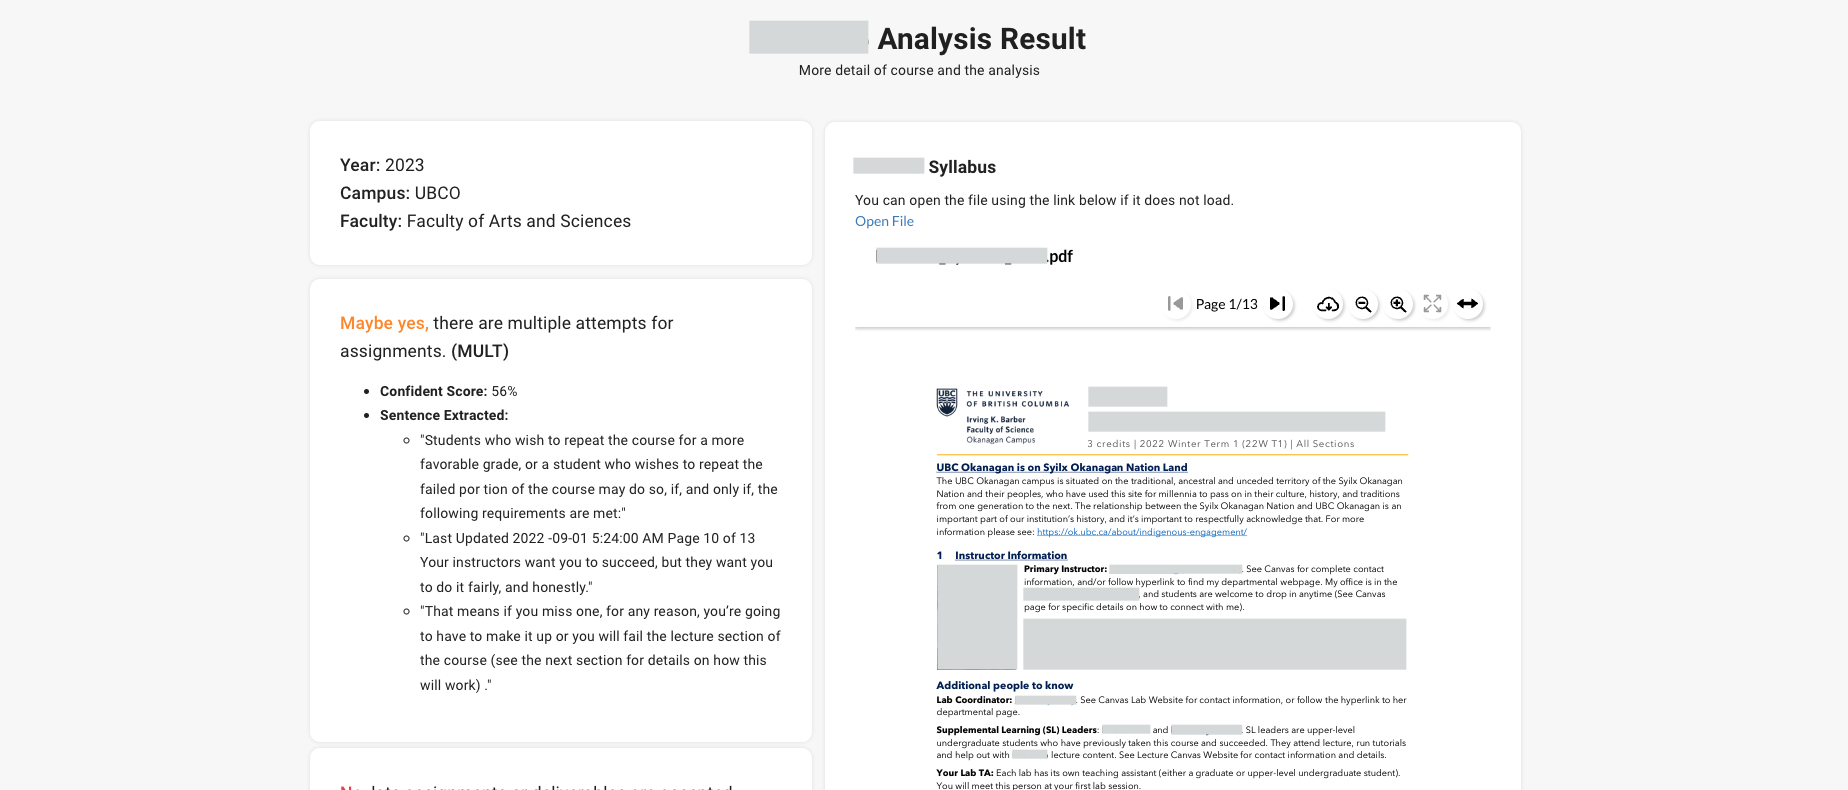 Analysis Result
More detail of course and the analysis
Year: 2023
Campus: UBCO
Faculty: Faculty of Arts and Sciences
Maybe yes, there are multiple attempts for
assignments. (MULT)
• Confident Score: 56%
• Sentence Extracted:
"Students who wish to repeat the course for a more
favorable grade, or a student who wishes to repeat the
failed por tion of the course may do so, if, and only if, the
following requirements are met:"
"Last Updated 2022 -09-01 5:24:00 AM Page 10 of 13
Your instructors want you to succeed, but they want you
to do it fairly, and honestly."
"That means if you miss one, for any reason, you're going
to have to make it up or you will fail the lecture section of
the course (see the next section for details on how this
will work) ."
No, late assignments or deliverables are accepted
Syllabus
You can open the file using the link below if it does not load.
Open File
.pdf
Page 1/13
UBC
THE UNIVERSITY
OF BRITISH COLUMBIA
Irving K. Barber
Faculty of Science
Okanagan Campus
3 credits | 2022 Winter Term 1 (22W T1) | All Sections
UBC Okanagan is on Syilx Okanagan Nation Land
The UBC Okanagan campus is situated on the traditional, ancestral and unceded territory of the Syilx Okanagan
Nation and their peoples, who have used this site for millennia to pass on in their culture, history, and traditions
from one generation to the next. The relationship between the Syilx Okanagan Nation and UBC Okanagan is an
important part of our institution's history, and it's important to respectfully acknowledge that. For more
information please see: https://ok.ubc.ca/about/indigenous-engagement/
1 Instructor Information
Primary Instructor: . See Canvas for complete contact
information, and/or follow hyperlink to find my departmental webpage. My office is in the
, and students are welcome to drop in anytime (See Canvas
page for specific details on how to connect with me).
Additional people to know
Lab Coordinator: . See Canvas Lab Website for contact information, or follow the hyperlink to her
departmental page.
Supplemental Learning (SL) Leaders: and . SL leaders are upper-level
undergraduate students who have previously taken this course and succeeded. They attend lecture, run tutorials
and help out with lecture content. See Lecture Canvas Website for contact information and details.
Your Lab TA: Each lab has its own teaching assistant (either a graduate or upper-level undergraduate student).
You will meet this person at your first lab session.